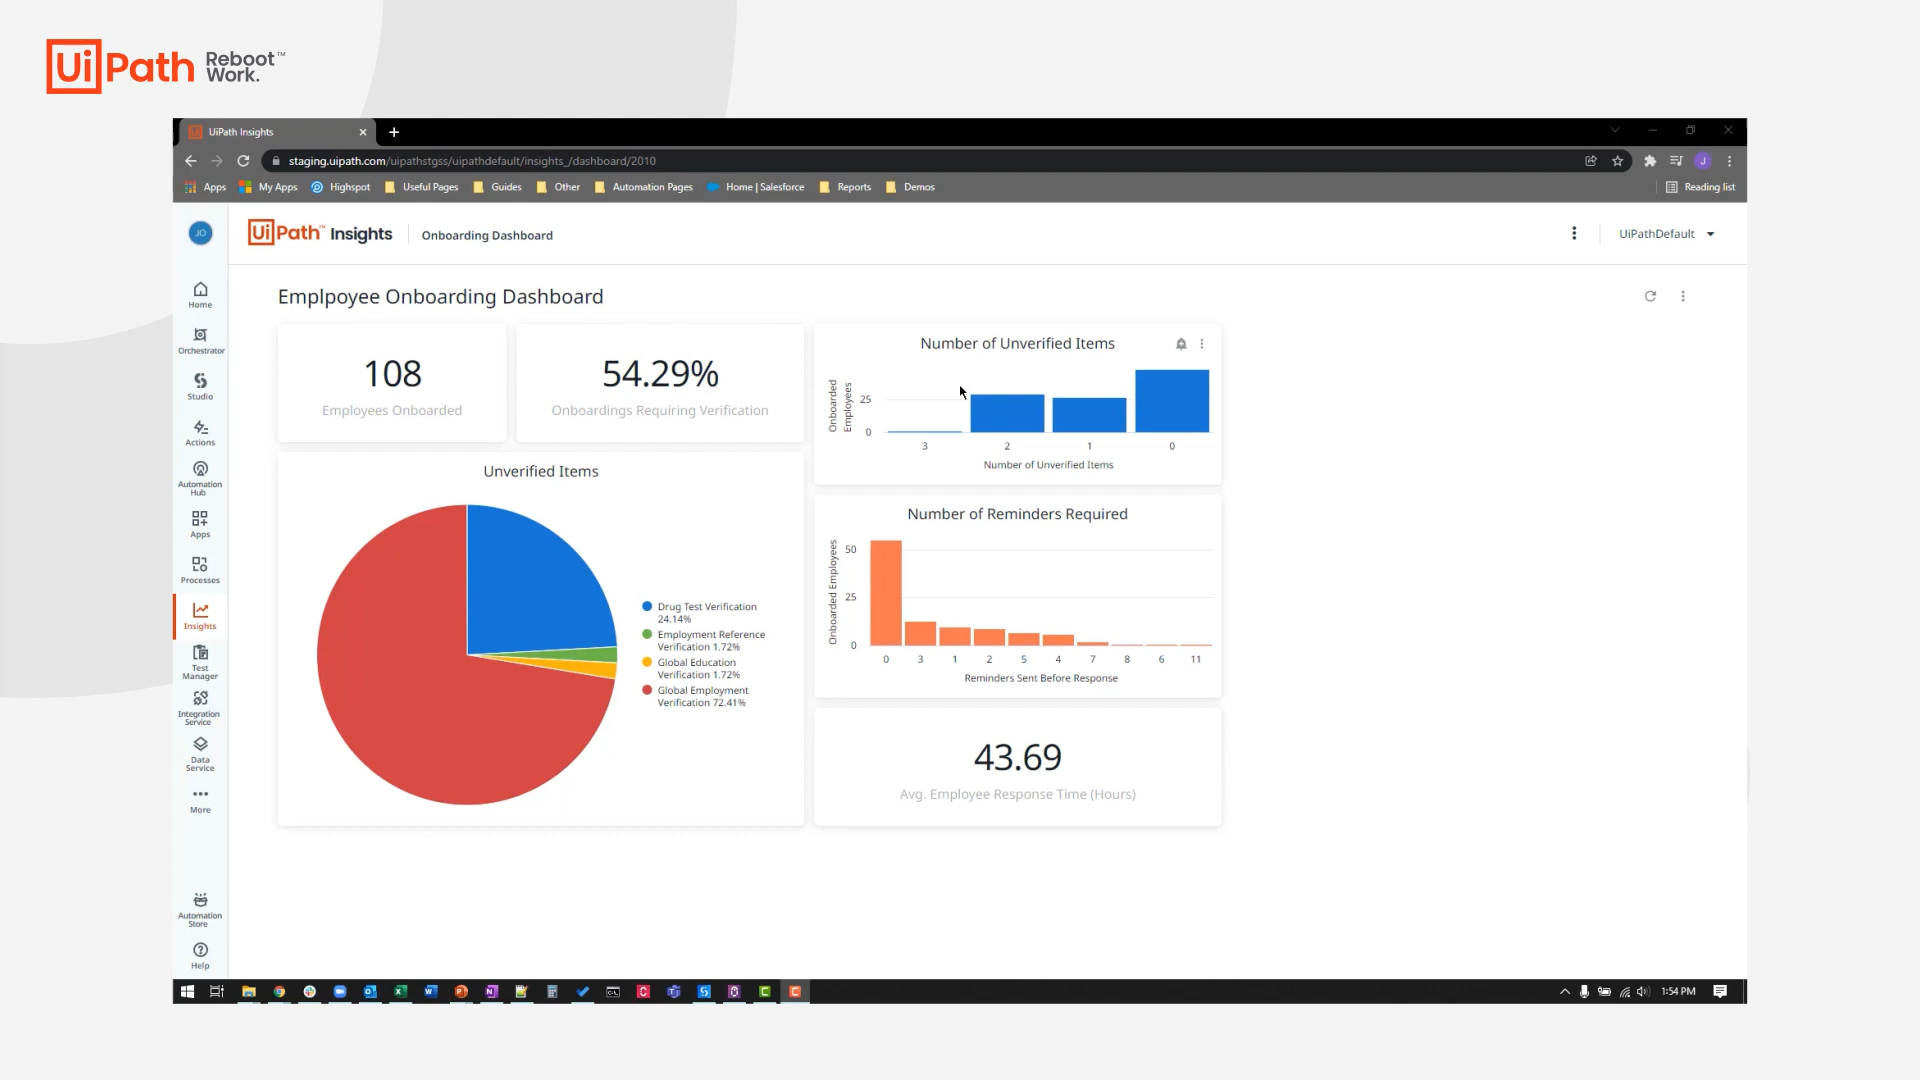 UiPath Reboot™
Work.
UiPath Insights
staging.uipath.com/uipathstgss/uipathdefault/insights_/dashboard/2010
J
Apps My Apps Highspot Useful Pages Guides Other Automation Pages Home | Salesforce Reports Demos Reading list
JO
UiPath™ Insights Onboarding Dashboard UiPathDefault
Home
Orchestrator
Studio
Actions
Automation
Hub
Apps
Processes
Insights
Test
Manager
Integration
Service
Data
Service
More
Automation
Store
Help
Emlpoyee Onboarding Dashboard
108
Employees Onboarded
54.29%
Onboardings Requiring Verification
Unverified Items
Drug Test Verification
24.14%
Employment Reference
Verification 1.72%
Global Education
Verification 1.72%
Global Employment
Verification 72.41%
Number of Unverified Items
Onboarded
Employees
25
0
3 2 1 0
Number of Unverified Items
Number of Reminders Required
Onboarded Employees
50
25
0
0 3 1 2 5 4 7 8 6 11
Reminders Sent Before Response
43.69
Avg. Employee Response Time (Hours)
1:54 PM